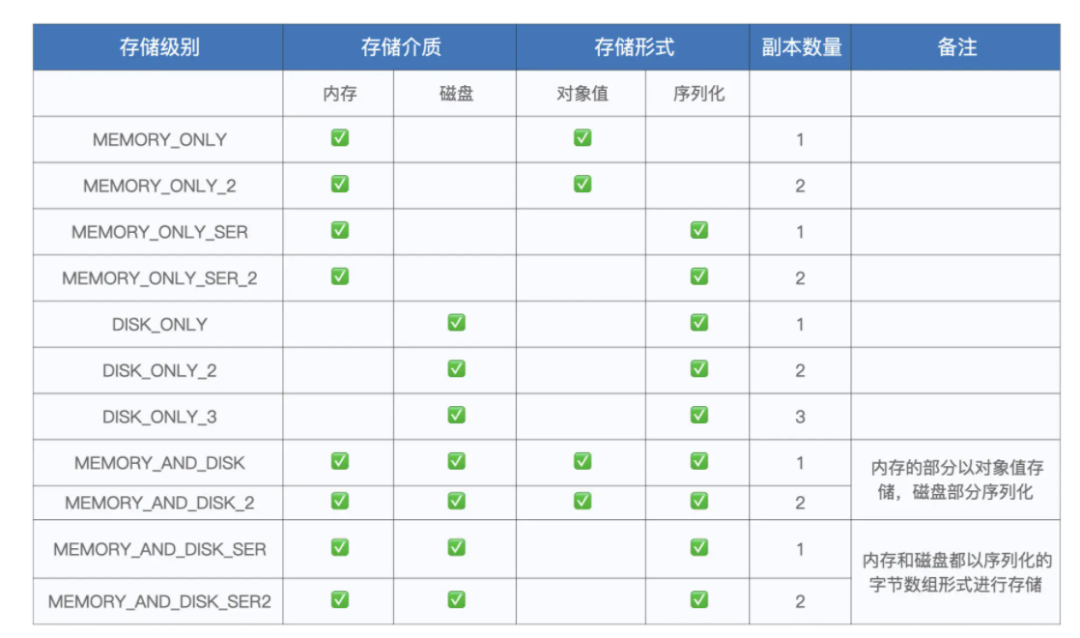 存储级别 存储介质 存储形式 副本数量 备注
内存 磁盘 对象值 序列化
MEMORY_ONLY ✅ ✅ 1
MEMORY_ONLY_2 ✅ ✅ 2
MEMORY_ONLY_SER ✅ ✅ 1
MEMORY_ONLY_SER_2 ✅ ✅ 2
DISK_ONLY ✅ ✅ 1
DISK_ONLY_2 ✅ ✅ 2
DISK_ONLY_3 ✅ ✅ 3
MEMORY_AND_DISK ✅ ✅ ✅ ✅ 1
内存的部分以对象值存
储，磁盘部分序列化
MEMORY_AND_DISK_2 ✅ ✅ ✅ ✅ 2
MEMORY_AND_DISK_SER ✅ ✅ ✅ 1
内存和磁盘都以序列化的
字节数组形式进行存储
MEMORY_AND_DISK_SER2 ✅ ✅ ✅ 2